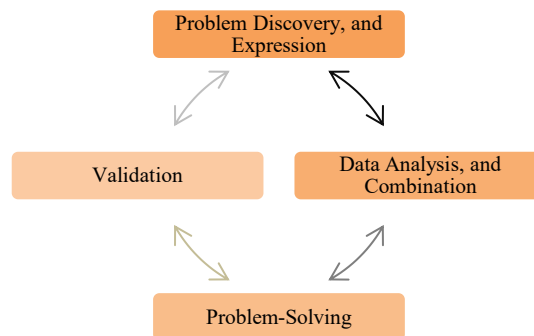 Problem Discovery, and
Expression
Validation
Data Analysis, and
Combination
Problem-Solving